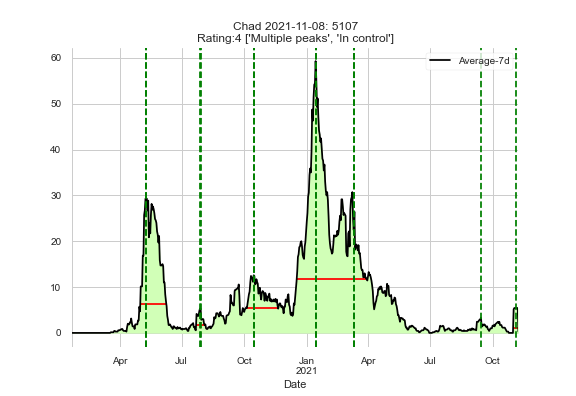 Chad 2021-11-08: 5107
Rating:4 ['Multiple peaks', 'In control']
Average-7d
60
50
40
30
20
10
0
Apr Jul Oct Jan Apr Jul Oct
2021
Date